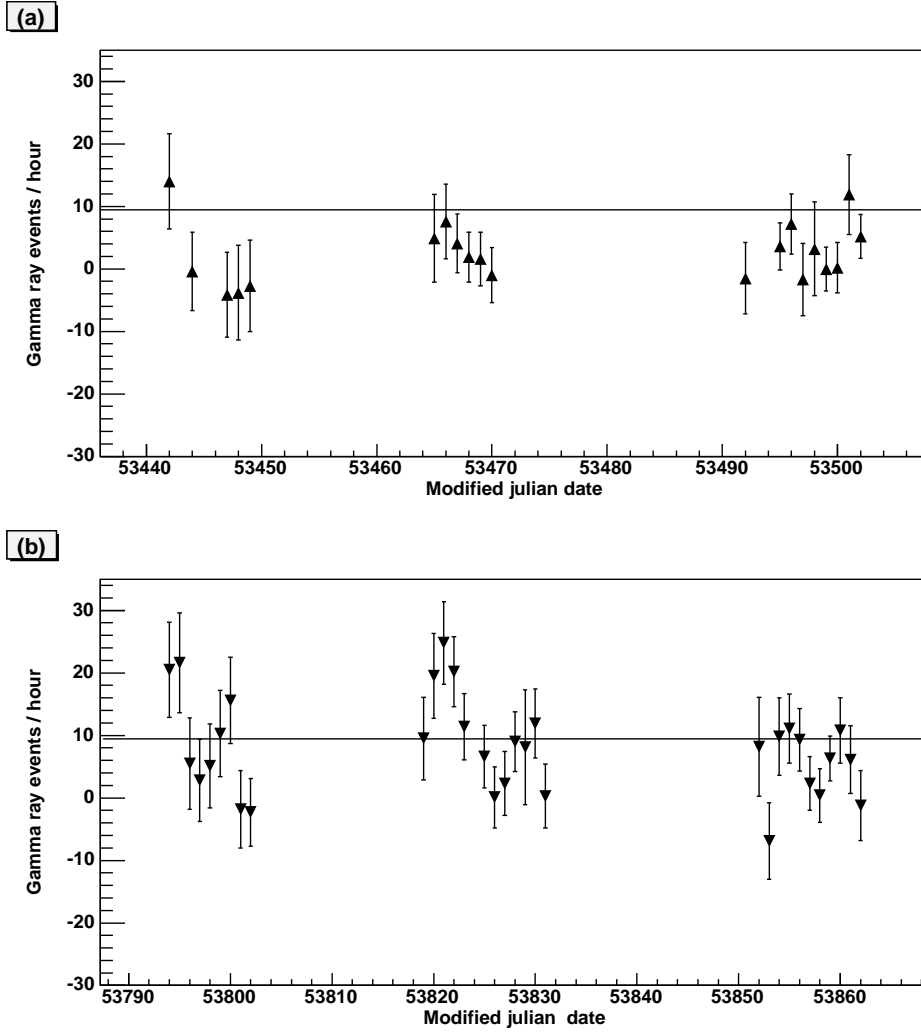 (a)
Gamma ray events / hour
30
20
10
0
-10
-20
-30
53440 53450 53460 53470 53480 53490 53500
Modified julian date
(b)
Gamma ray events / hour
30
20
10
0
-10
-20
-30
53790 53800 53810 53820 53830 53840 53850 53860
Modified julian date